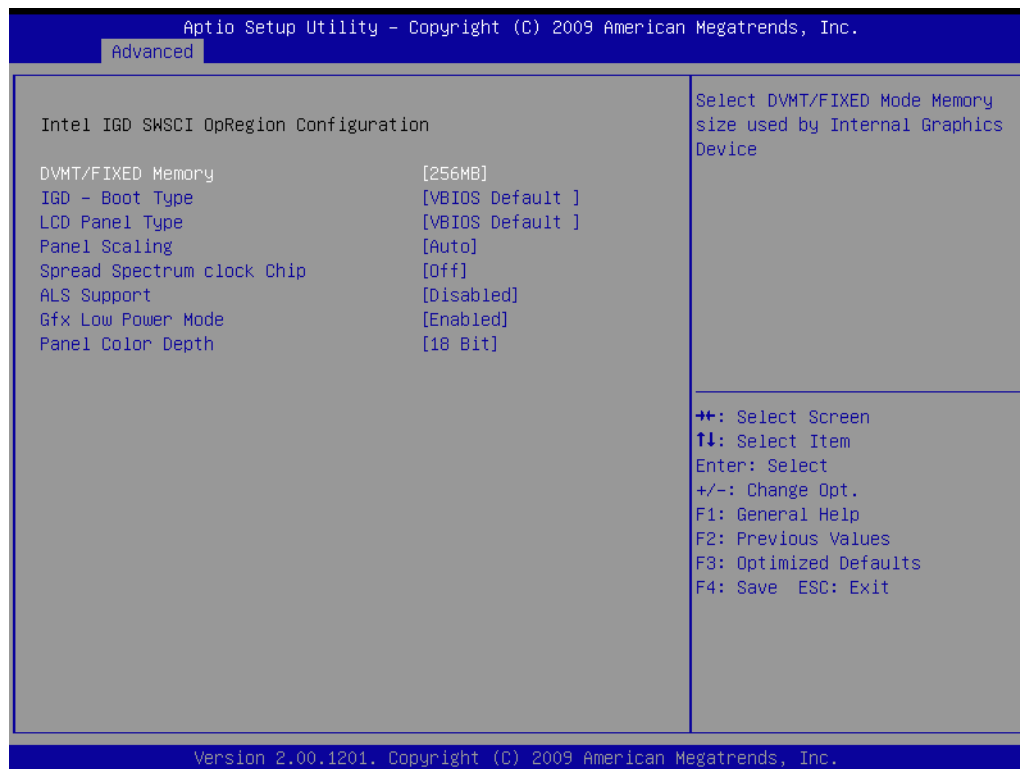 Aptio Setup Utility – Copyright (C) 2009 American Megatrends, Inc.
Advanced
Intel IGD SWSCI OpRegion Configuration
DVMT/FIXED Memory [256MB]
IGD – Boot Type [VBIOS Default ]
LCD Panel Type [VBIOS Default ]
Panel Scaling [Auto]
Spread Spectrum clock Chip [Off]
ALS Support [Disabled]
Gfx Low Power Mode [Enabled]
Panel Color Depth [18 Bit]
Select DVMT/FIXED Mode Memory
size used by Internal Graphics
Device
→←: Select Screen
↑↓: Select Item
Enter: Select
+/-: Change Opt.
F1: General Help
F2: Previous Values
F3: Optimized Defaults
F4: Save ESC: Exit
Version 2.00.1201. Copyright (C) 2009 American Megatrends, Inc.